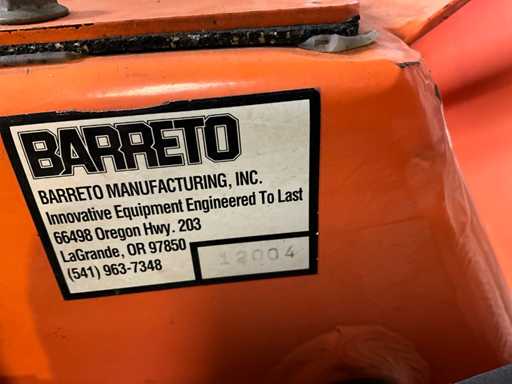 BARRETO
BARRETO MANUFACTURING, INC.
Innovative Equipment Engineered To Last
66498 Oregon Hwy. 203
LaGrande, OR 97850
(541) 963-7348
12004